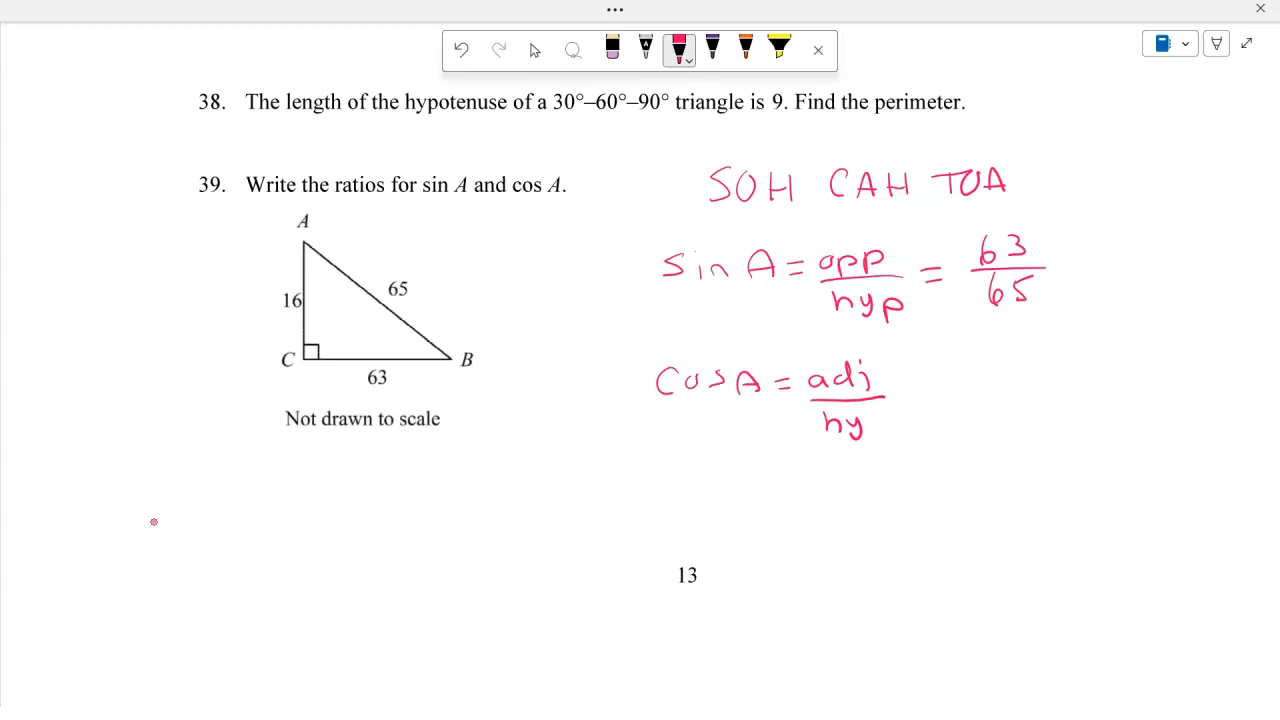 38. The length of the hypotenuse of a 30°–60°–90° triangle is 9. Find the perimeter.
39. Write the ratios for sin A and cos A.
SOH CAH TOA
A
16
65
C
B
63
Not drawn to scale
sin A = opp/hyp = 63/65
cos A = adj/hy
13